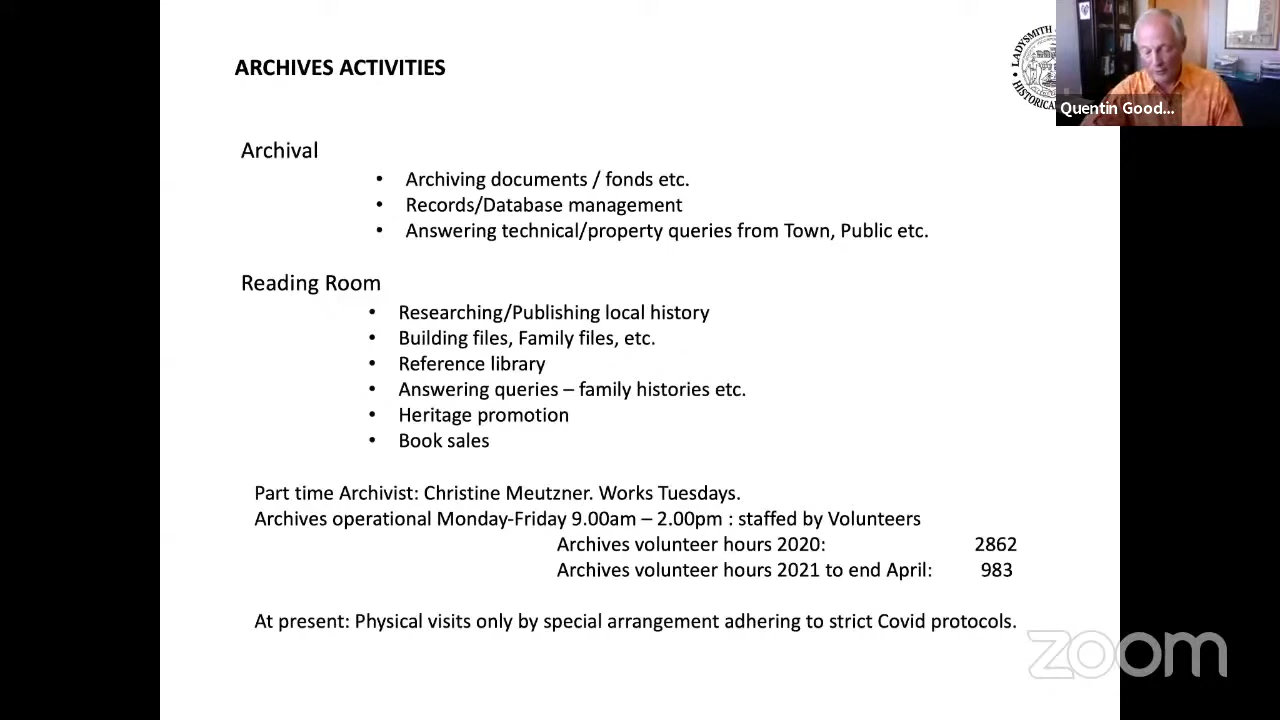 ARCHIVES ACTIVITIES
LADYSMITH
HISTORICAL
Quentin Good...
Archival
• Archiving documents / fonds etc.
• Records/Database management
• Answering technical/property queries from Town, Public etc.
Reading Room
• Researching/Publishing local history
• Building files, Family files, etc.
• Reference library
• Answering queries – family histories etc.
• Heritage promotion
• Book sales
Part time Archivist: Christine Meutzner. Works Tuesdays.
Archives operational Monday-Friday 9.00am – 2.00pm : staffed by Volunteers
Archives volunteer hours 2020: 2862
Archives volunteer hours 2021 to end April: 983
At present: Physical visits only by special arrangement adhering to strict Covid protocols.
zoom